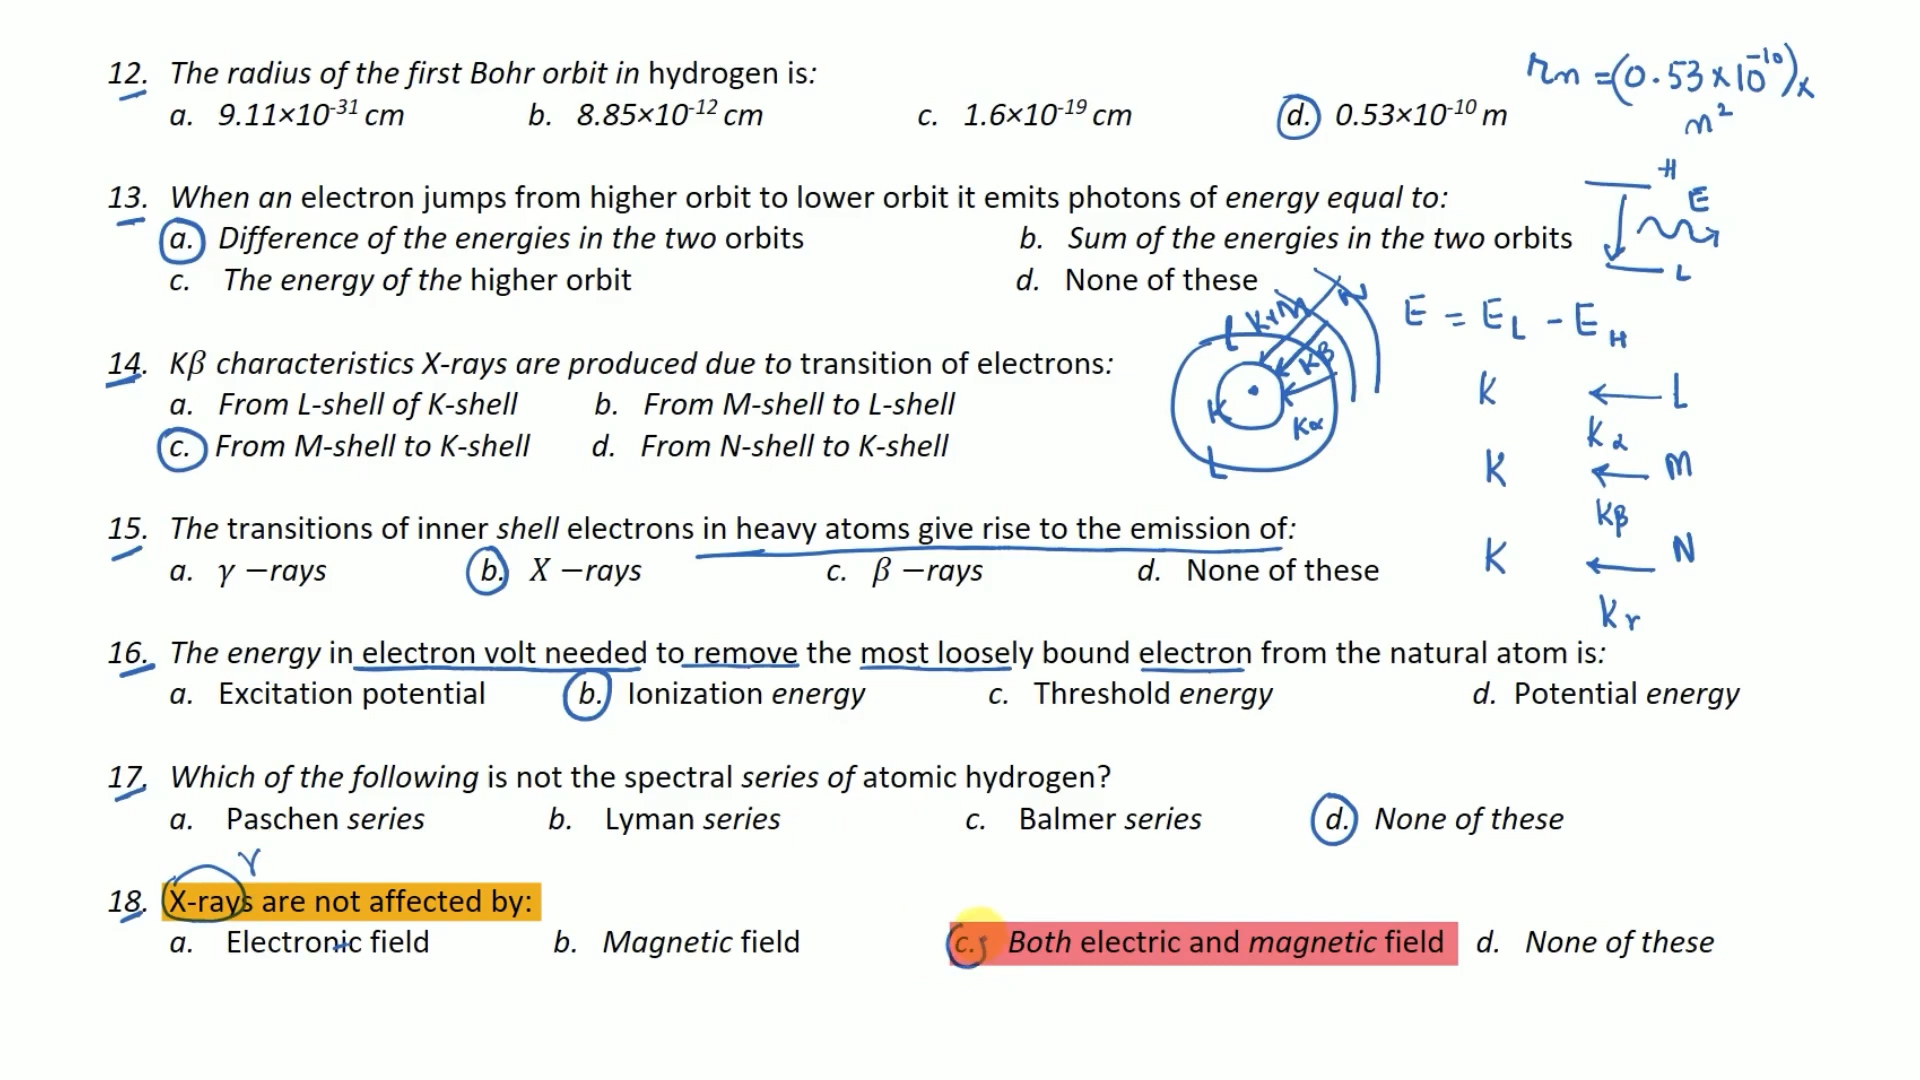 12. The radius of the first Bohr orbit in hydrogen is:
a. 9.11×10⁻³¹ cm b. 8.85×10⁻¹² cm c. 1.6×10⁻¹⁹ cm d. 0.53×10⁻¹⁰ m
rn = (0.53×10⁻¹⁰)×
n²
13. When an electron jumps from higher orbit to lower orbit it emits photons of energy equal to:
a. Difference of the energies in the two orbits b. Sum of the energies in the two orbits
c. The energy of the higher orbit d. None of these
H
E
L
E = EL - EH
14. Kβ characteristics X-rays are produced due to transition of electrons:
a. From L-shell of K-shell b. From M-shell to L-shell
c. From M-shell to K-shell d. From N-shell to K-shell
L Kγ M N
Kβ
K Kα
L
K ← L
Kα
K ← M
Kβ
K ← N
Kγ
15. The transitions of inner shell electrons in heavy atoms give rise to the emission of:
a. γ −rays b. X −rays c. β −rays d. None of these
16. The energy in electron volt needed to remove the most loosely bound electron from the natural atom is:
a. Excitation potential b. Ionization energy c. Threshold energy d. Potential energy
17. Which of the following is not the spectral series of atomic hydrogen?
a. Paschen series b. Lyman series c. Balmer series d. None of these
γ
18. X-rays are not affected by:
a. Electronic field b. Magnetic field c. Both electric and magnetic field d. None of these